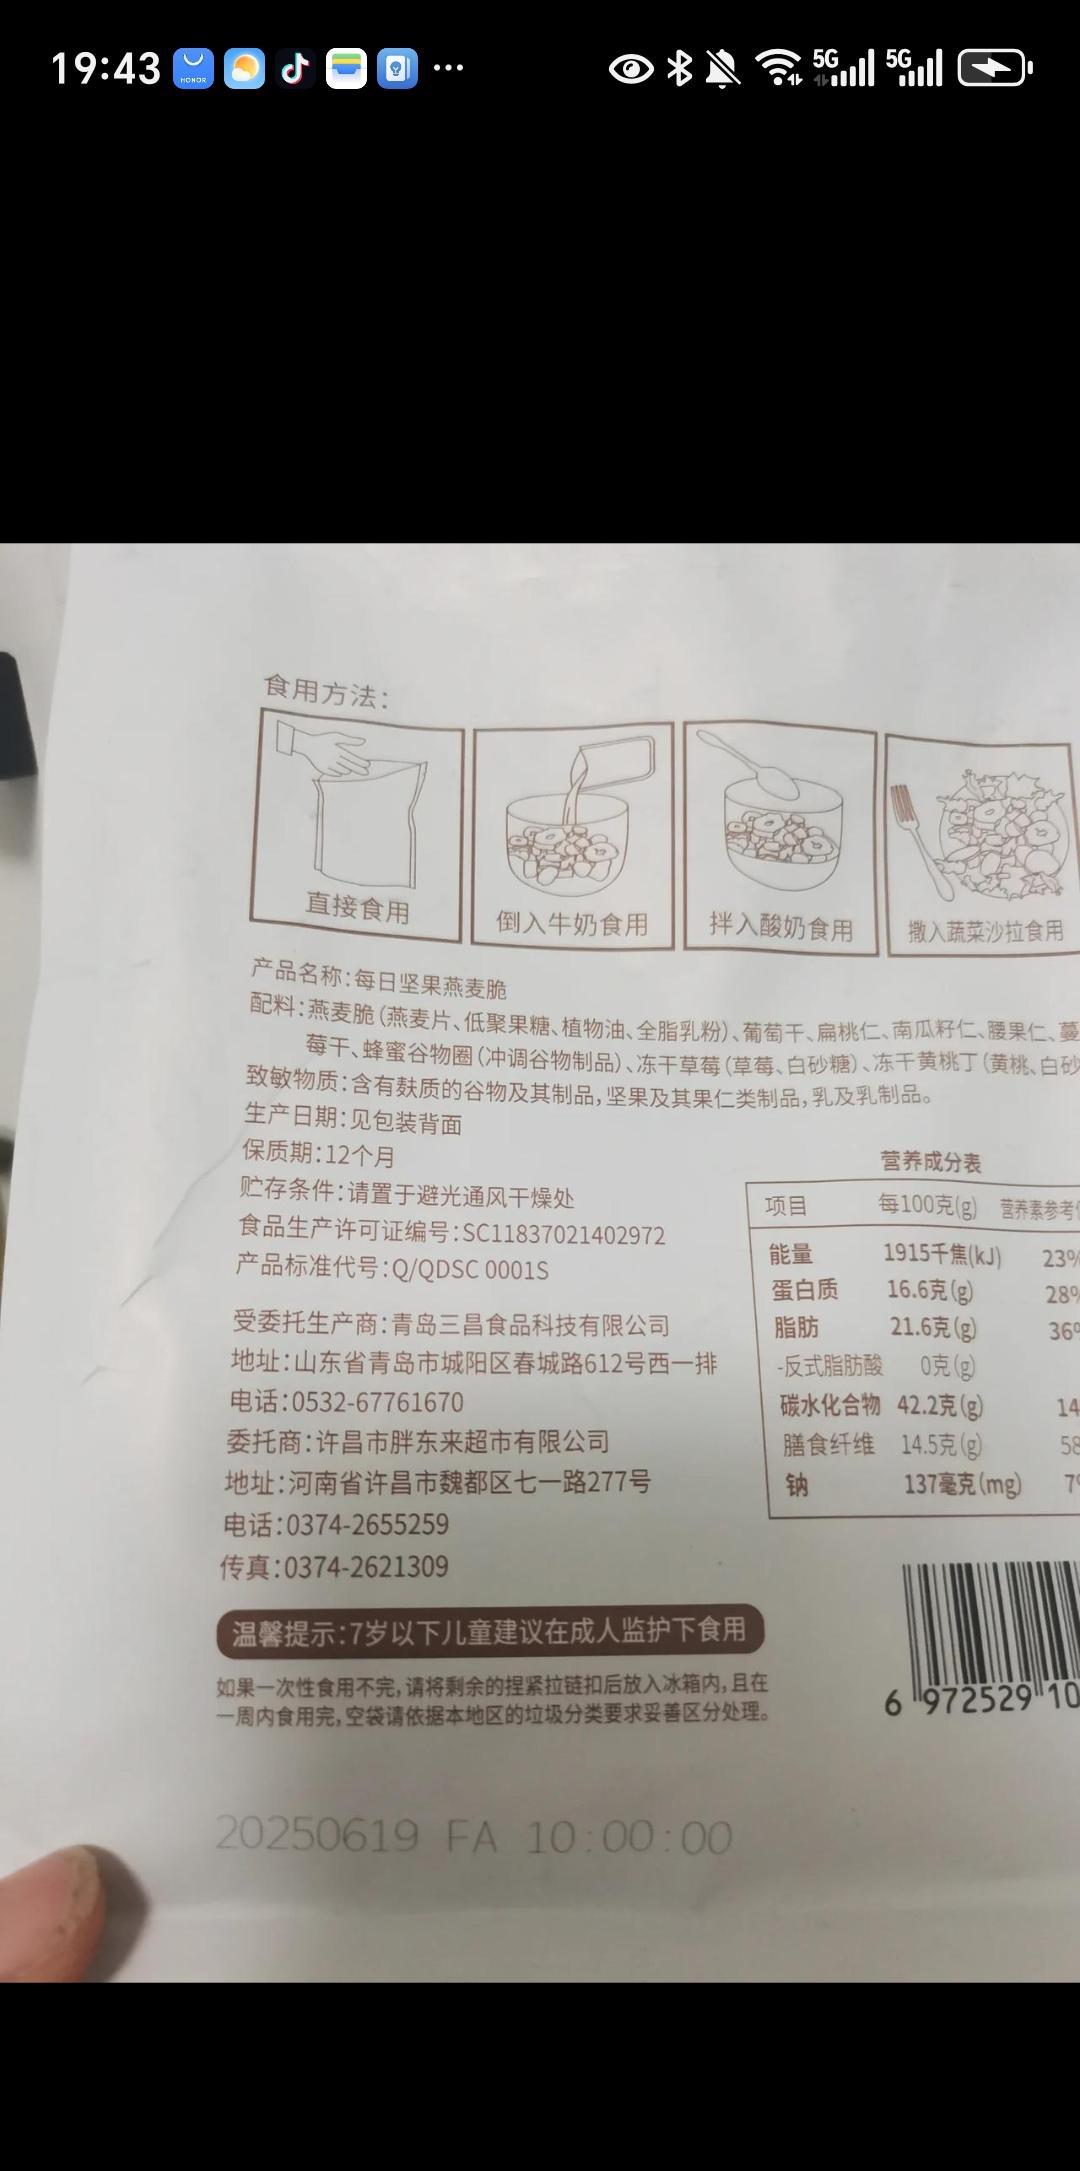 19:43
HONOR
5G
5G
食用方法:
直接食用
倒入牛奶食用
拌入酸奶食用
撒入蔬菜沙拉食用
产品名称:每日坚果燕麦脆
配料:燕麦脆(燕麦片、低聚果糖、植物油、全脂乳粉)、葡萄干、扁桃仁、南瓜籽仁、腰果仁、蔓
莓干、蜂蜜谷物圈(冲调谷物制品)、冻干草莓(草莓、白砂糖)、冻干黄桃丁(黄桃、白砂
致敏物质:含有麸质的谷物及其制品,坚果及其果仁类制品,乳及乳制品。
生产日期:见包装背面
保质期:12个月
贮存条件:请置于避光通风干燥处
食品生产许可证编号:SC11837021402972
产品标准代号:Q/QDSC 0001S
受委托生产商:青岛三昌食品科技有限公司
地址:山东省青岛市城阳区春城路612号西一排
电话:0532-67761670
委托商:许昌市胖东来超市有限公司
地址:河南省许昌市魏都区七一路277号
电话:0374-2655259
传真:0374-2621309
营养成分表
项目 每100克(g) 营养素参考
能量 1915千焦(kJ) 23%
蛋白质 16.6克(g) 28%
脂肪 21.6克(g) 36%
-反式脂肪酸 0克(g)
碳水化合物 42.2克(g) 14
膳食纤维 14.5克(g) 58
钠 137毫克(mg) 7%
温馨提示:7岁以下儿童建议在成人监护下食用
如果一次性食用不完,请将剩余的捏紧拉链扣后放入冰箱内,且在
一周内食用完,空袋请依据本地区的垃圾分类要求妥善区分处理。
6 972529 10
20250619 FA 10:00:00